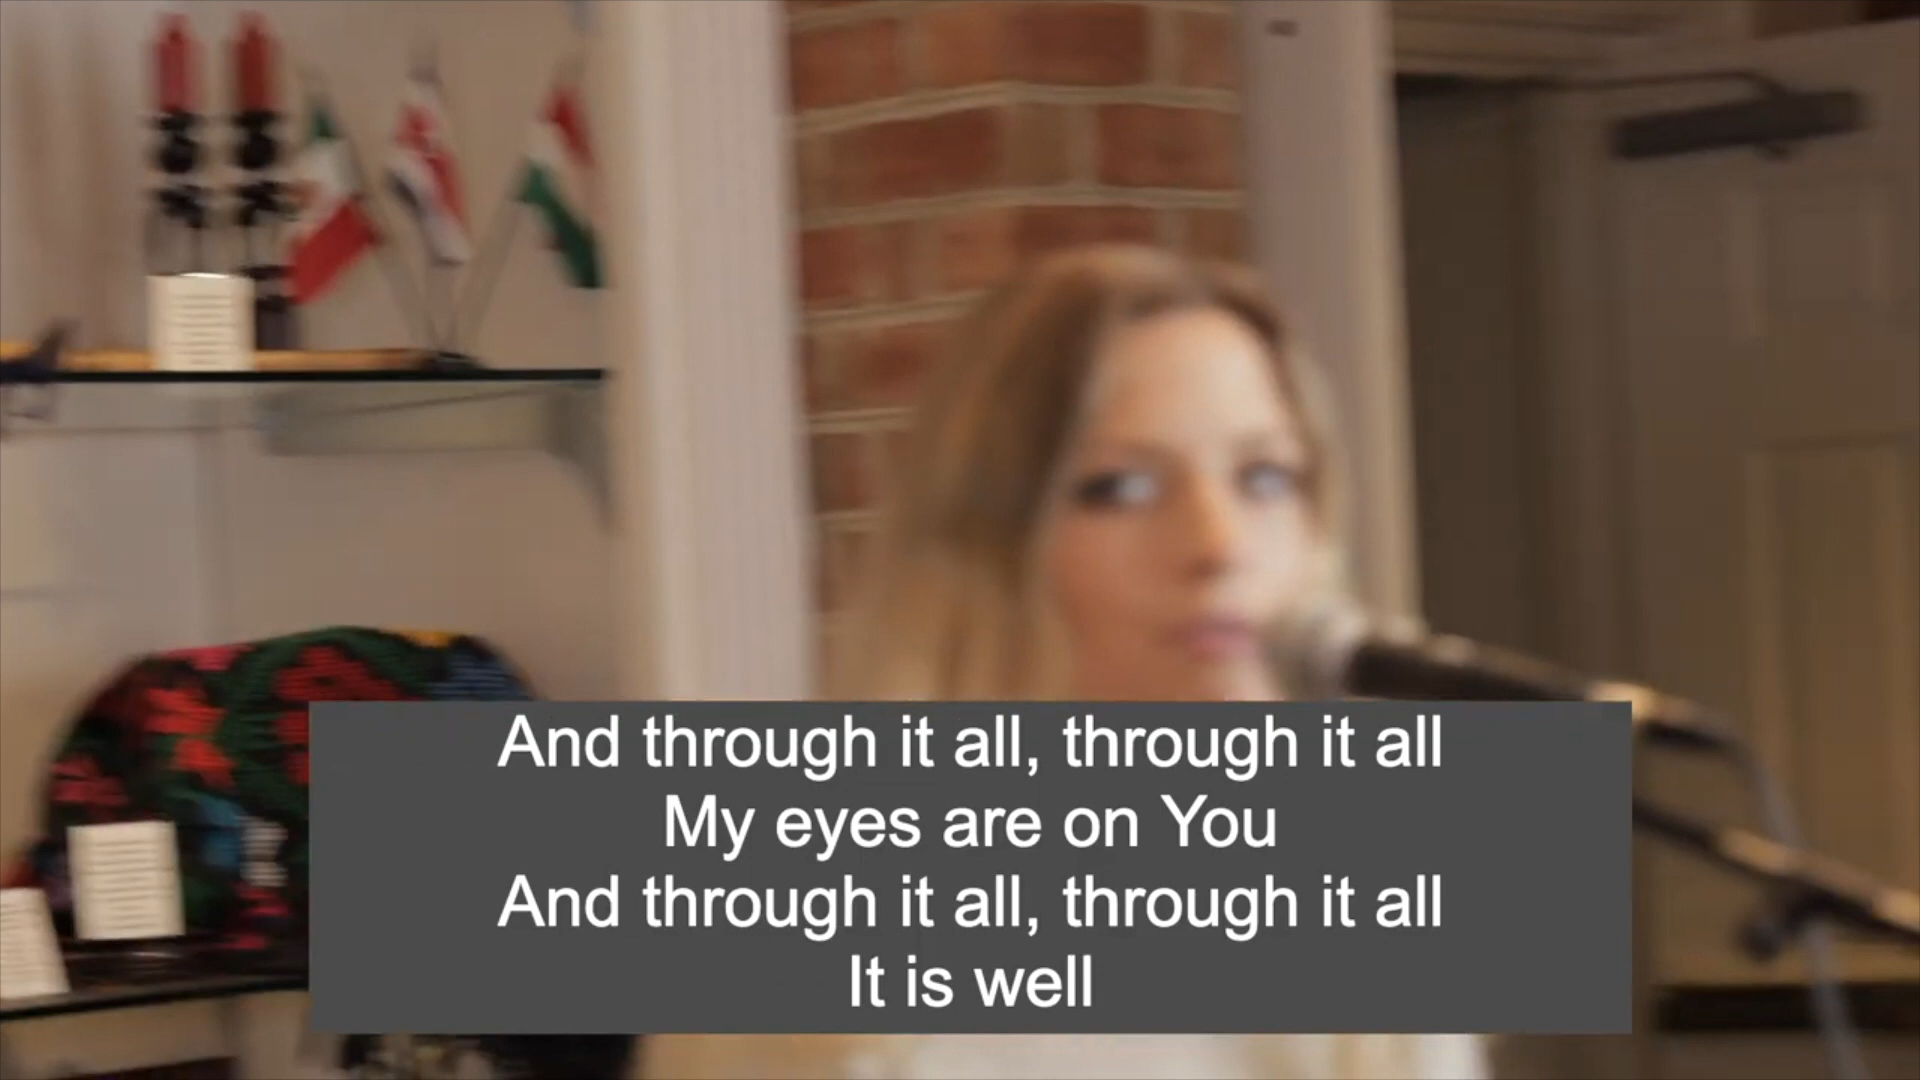 And through it all, through it all
My eyes are on You
And through it all, through it all
It is well